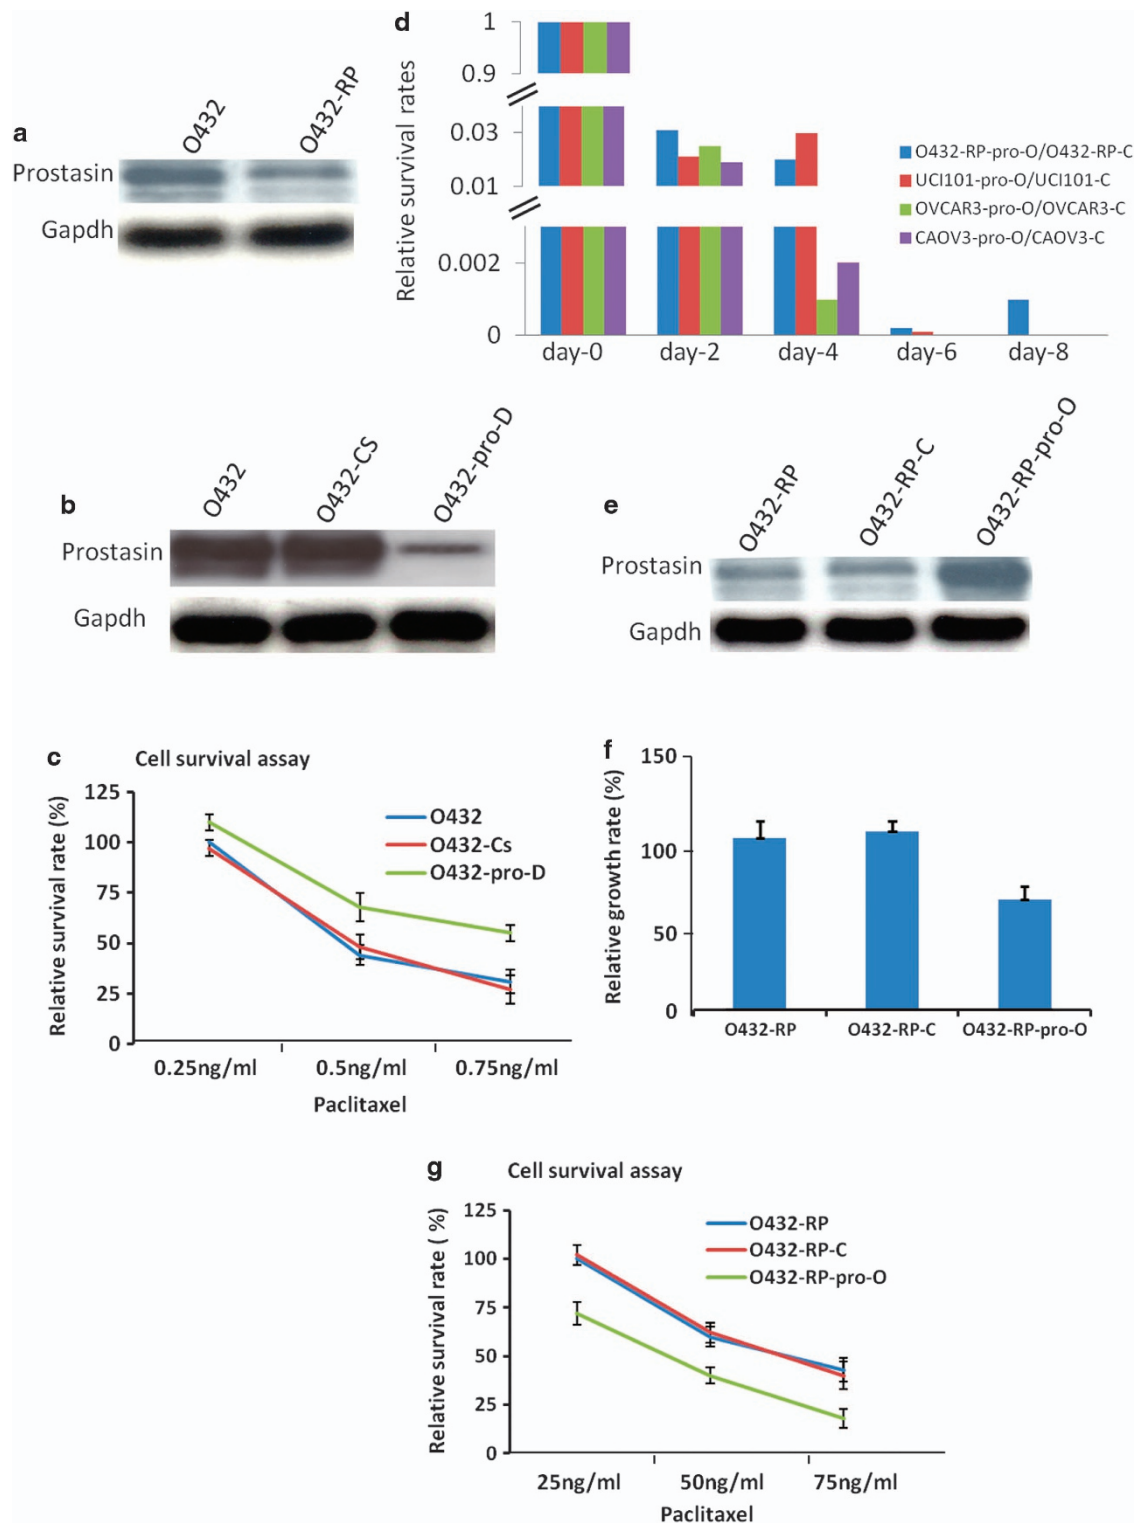 a
O432
O432-RP
Prostasin
Gapdh
d
Relative survival rates
1
0.9
0.03
0.01
0.002
0
day-0
day-2
day-4
day-6
day-8
O432-RP-pro-O/O432-RP-C
UCI101-pro-O/UCI101-C
OVCAR3-pro-O/OVCAR3-C
CAOV3-pro-O/CAOV3-C
b
O432
O432-CS
O432-pro-D
Prostasin
Gapdh
e
O432-RP
O432-RP-C
O432-RP-pro-O
Prostasin
Gapdh
c
Cell survival assay
Relative survival rate (%)
125
100
75
50
25
0
O432
O432-Cs
O432-pro-D
0.25ng/ml
0.5ng/ml
0.75ng/ml
Paclitaxel
f
Relative growth rate (%)
150
100
50
0
O432-RP
O432-RP-C
O432-RP-pro-O
g
Cell survival assay
Relative survival rate ( %)
125
100
75
50
25
0
O432-RP
O432-RP-C
O432-RP-pro-O
25ng/ml
50ng/ml
75ng/ml
Paclitaxel